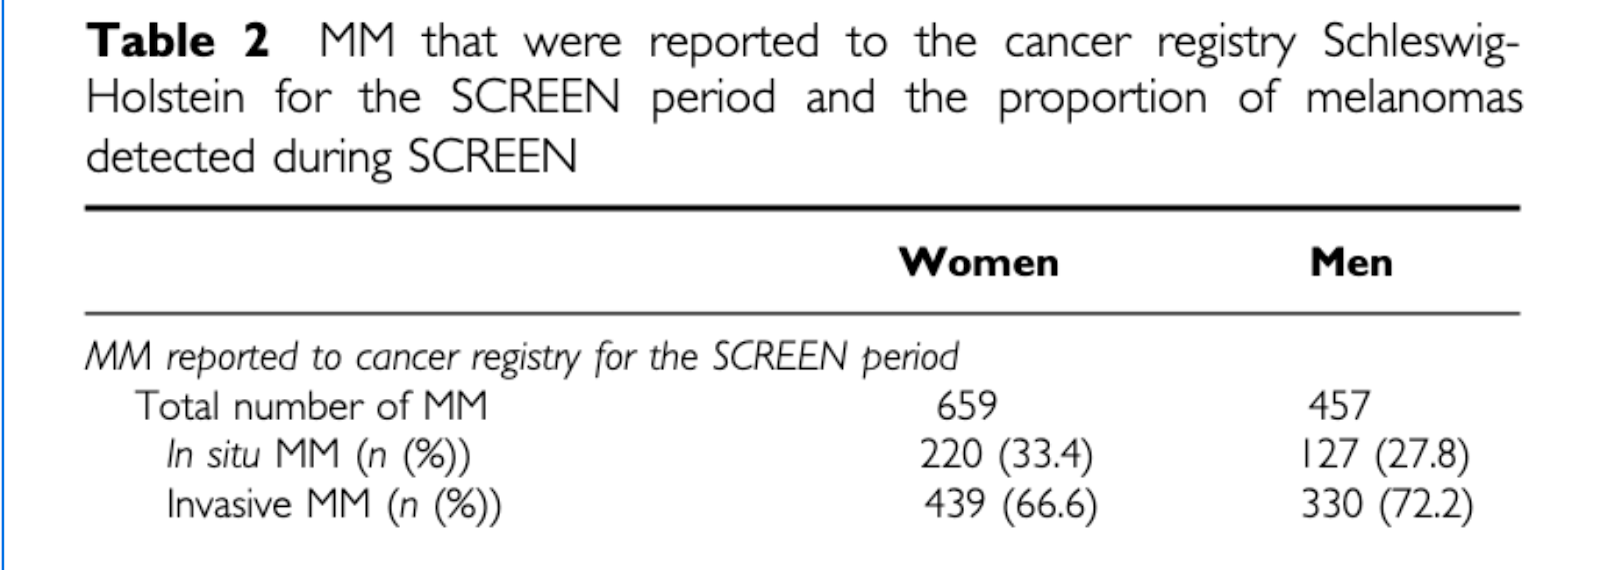 Table 2 MM that were reported to the cancer registry Schleswig-
Holstein for the SCREEN period and the proportion of melanomas
detected during SCREEN
Women Men
MM reported to cancer registry for the SCREEN period
Total number of MM 659 457
In situ MM (n (%)) 220 (33.4) 127 (27.8)
Invasive MM (n (%)) 439 (66.6) 330 (72.2)